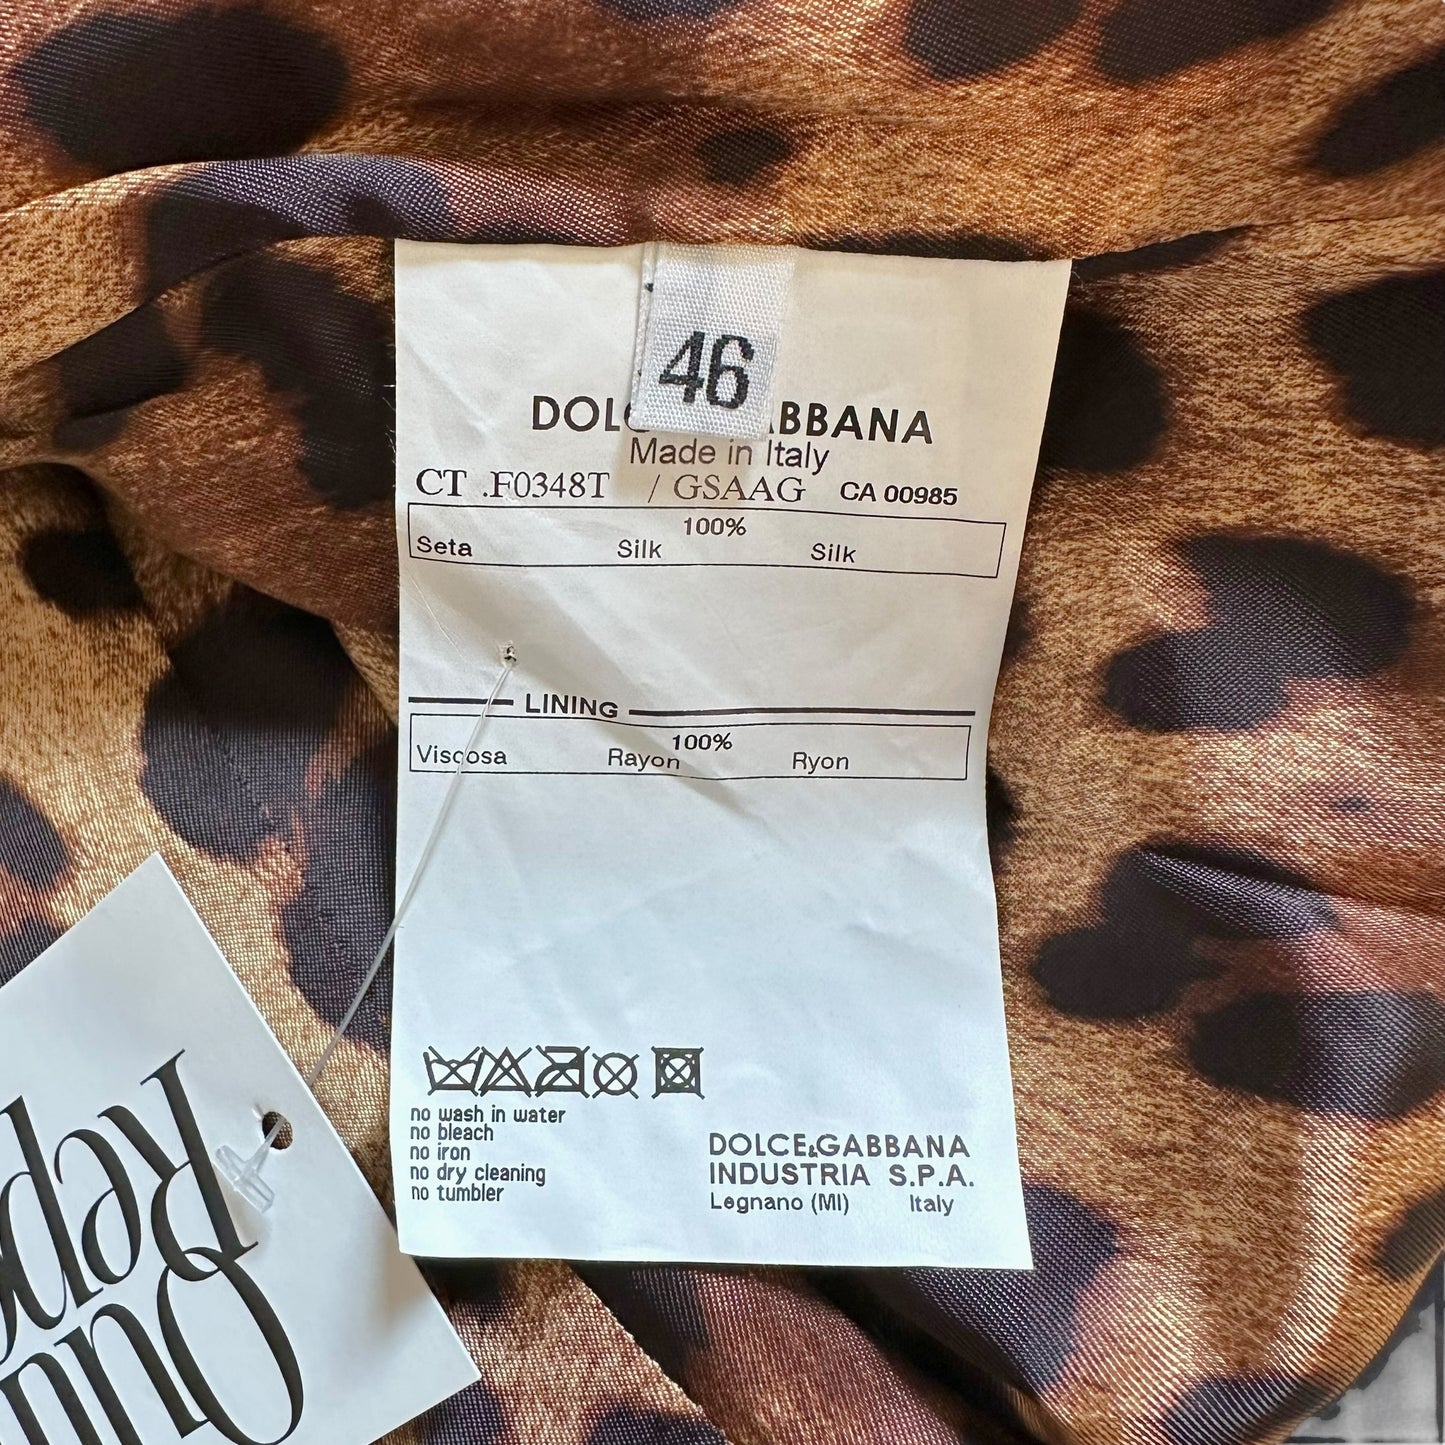 46
DOLCE&GABBANA
Made in Italy
CT .F0348T / GSAAG CA 00985
100%
Seta Silk Silk
LINING
100%
Viscosa Rayon Ryon
no wash in water
no bleach
no iron
no dry cleaning
no tumbler
DOLCE&GABBANA
INDUSTRIA S.P.A.
Legnano (MI) Italy